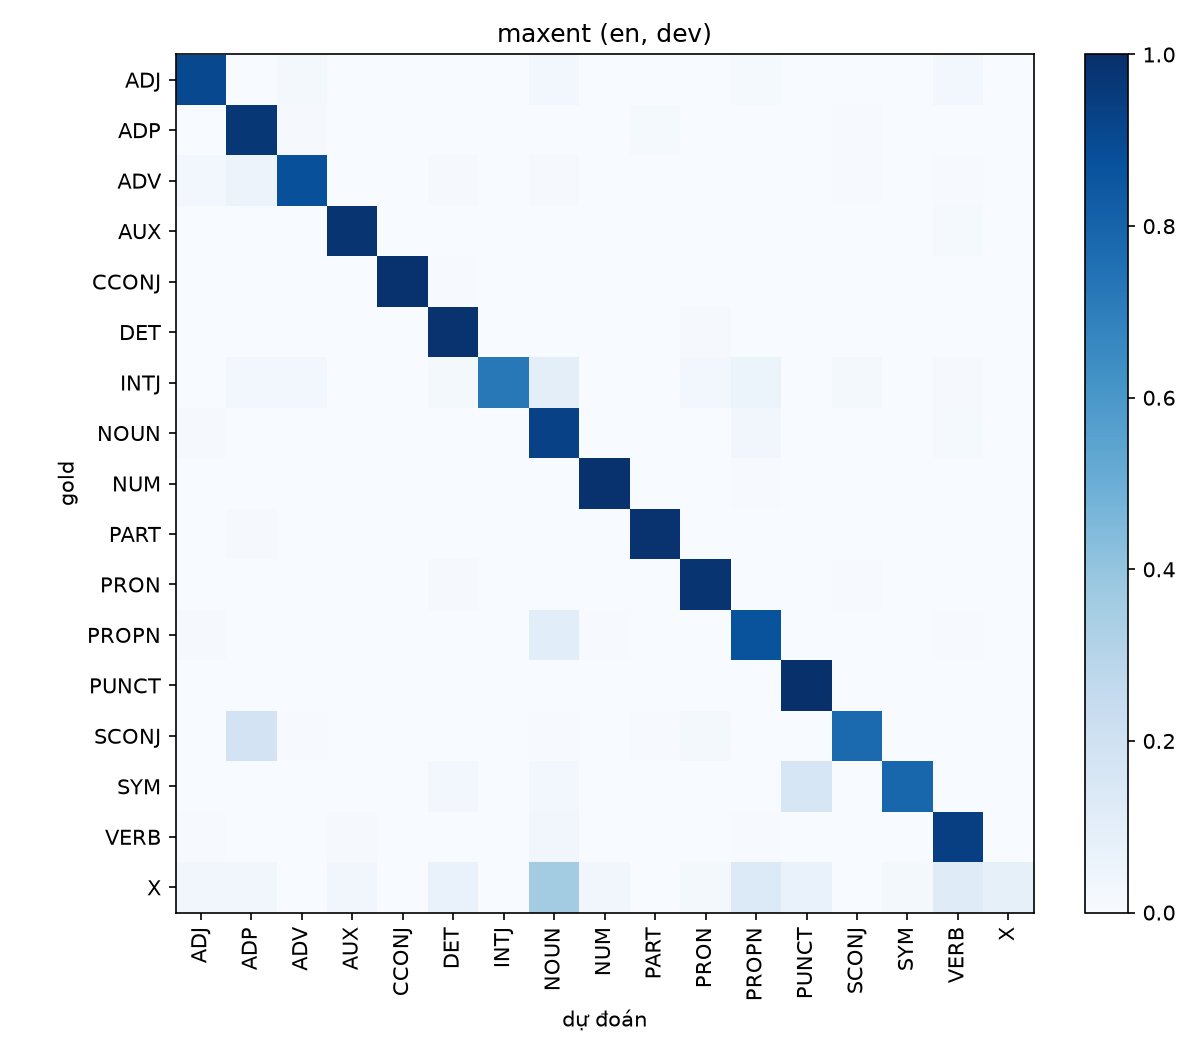 maxent (en, dev)
ADJ
ADP
ADV
AUX
CCONJ
DET
INTJ
NOUN
NUM
PART
PRON
PROPN
PUNCT
SCONJ
SYM
VERB
X
gold
ADJ ADP ADV AUX CCONJ DET INTJ NOUN NUM PART PRON PROPN PUNCT SCONJ SYM VERB X
dự đoán
1.0
0.8
0.6
0.4
0.2
0.0